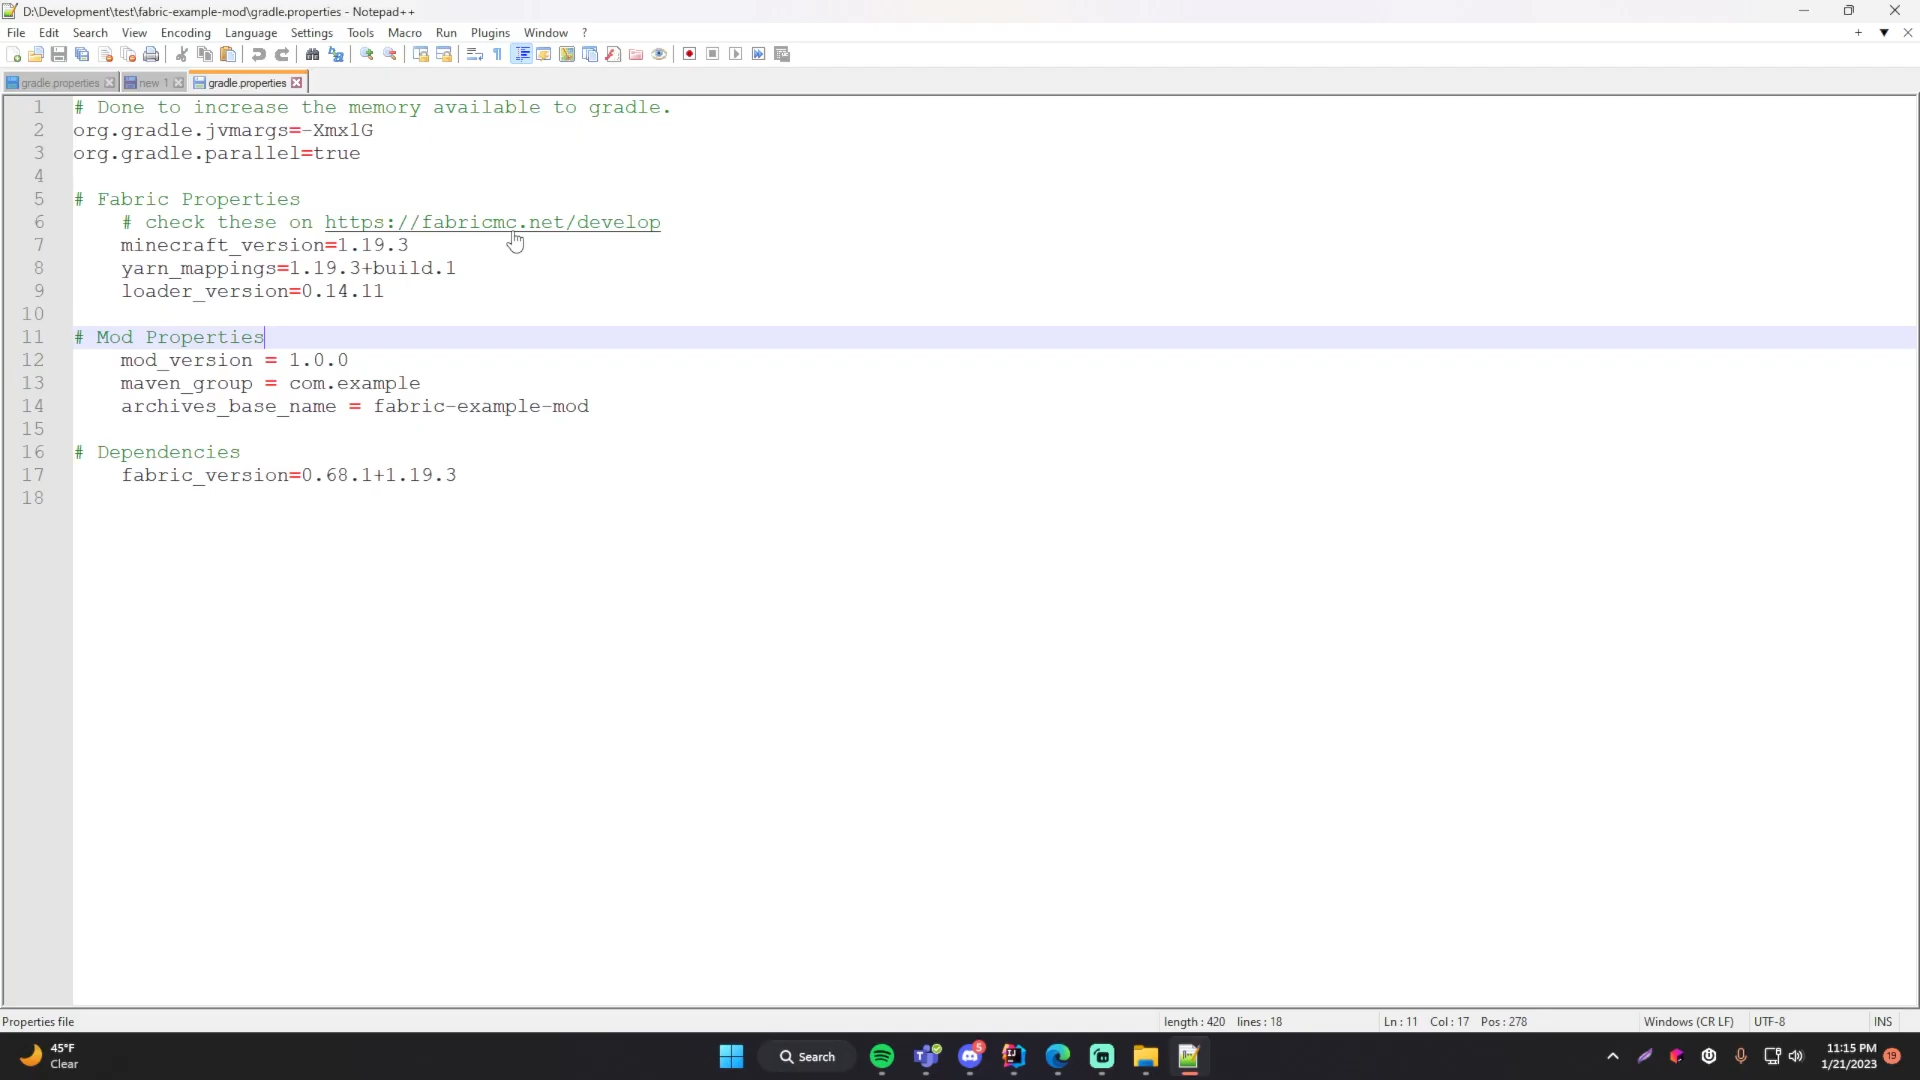 D:\Development\test\fabric-example-mod\gradle.properties - Notepad++
File Edit Search View Encoding Language Settings Tools Macro Run Plugins Window ?
gradle.properties new 1 gradle.properties
1 # Done to increase the memory available to gradle.
2 org.gradle.jvmargs=-Xmx1G
3 org.gradle.parallel=true
4
5 # Fabric Properties
6 # check these on https://fabricmc.net/develop
7 minecraft_version=1.19.3
8 yarn_mappings=1.19.3+build.1
9 loader_version=0.14.11
10
11 # Mod Properties
12 mod_version = 1.0.0
13 maven_group = com.example
14 archives_base_name = fabric-example-mod
15
16 # Dependencies
17 fabric_version=0.68.1+1.19.3
18
Properties file length : 420 lines : 18 Ln : 11 Col : 17 Pos : 278 Windows (CR LF) UTF-8 INS
45°F
Clear
Search
5
11:15 PM
1/21/2023
19